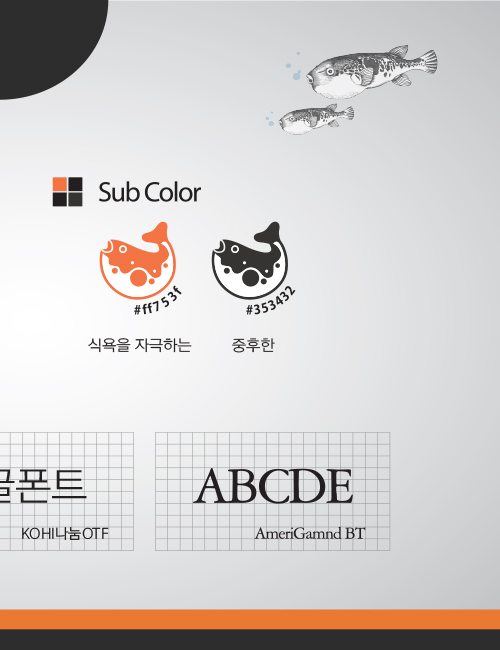 Sub Color
#ff753f
#353432
식욕을 자극하는
중후한
글폰트
KOHI나눔OTF
ABCDE
AmeriGamnd BT